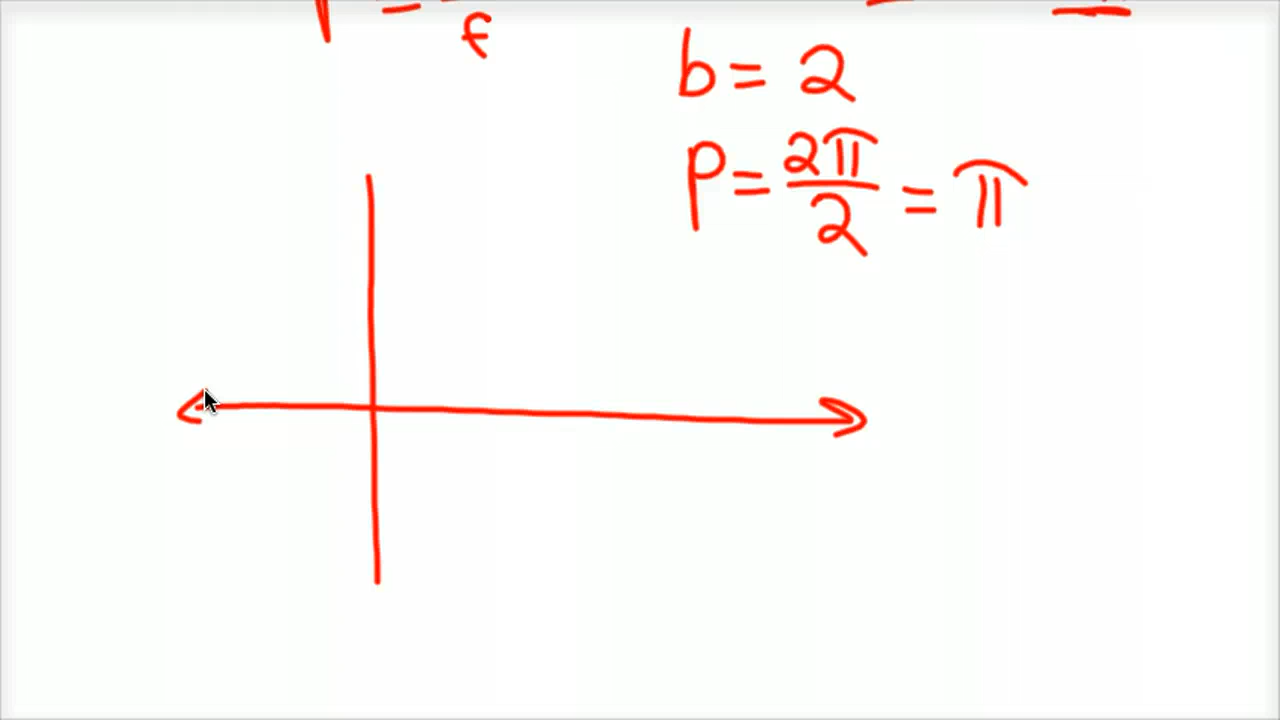 f
b = 2
P = 2π/2 = π